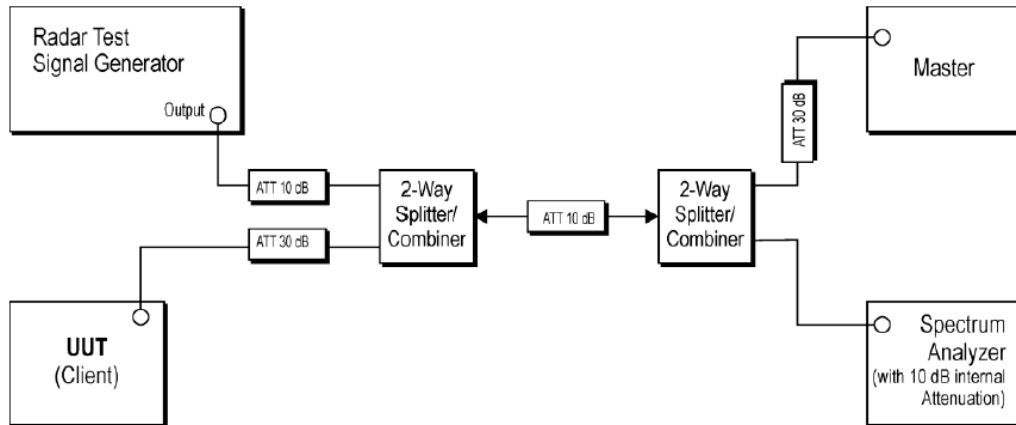 Radar Test
Signal Generator
Output
ATT 10 dB
ATT 30 dB
2-Way
Splitter/
Combiner
ATT 10 dB
2-Way
Splitter/
Combiner
ATT 30 dB
Master
UUT
(Client)
Spectrum
Analyzer
(with 10 dB internal
Attenuation)